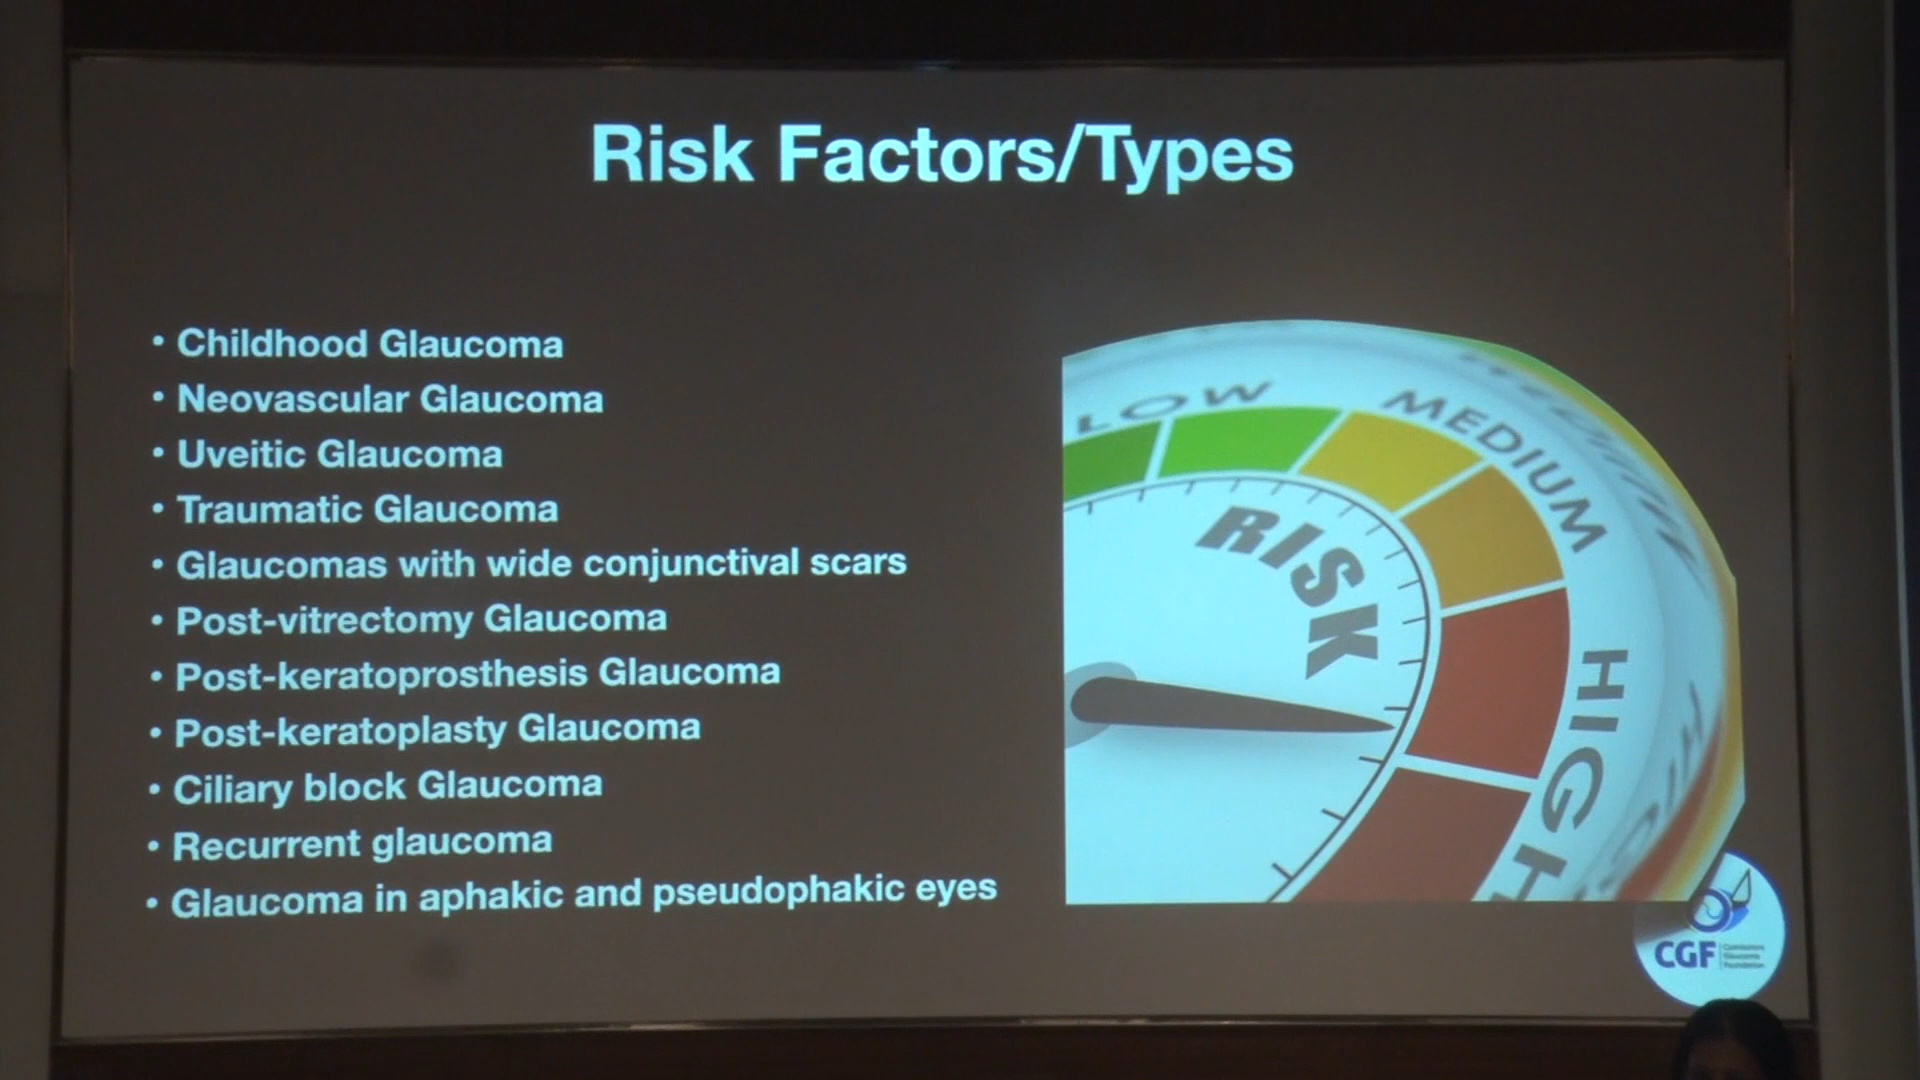 Risk Factors/Types
• Childhood Glaucoma
• Neovascular Glaucoma
• Uveitic Glaucoma
• Traumatic Glaucoma
• Glaucomas with wide conjunctival scars
• Post-vitrectomy Glaucoma
• Post-keratoprosthesis Glaucoma
• Post-keratoplasty Glaucoma
• Ciliary block Glaucoma
• Recurrent glaucoma
• Glaucoma in aphakic and pseudophakic eyes
LOW
MEDIUM
HIGH
RISK
CGF